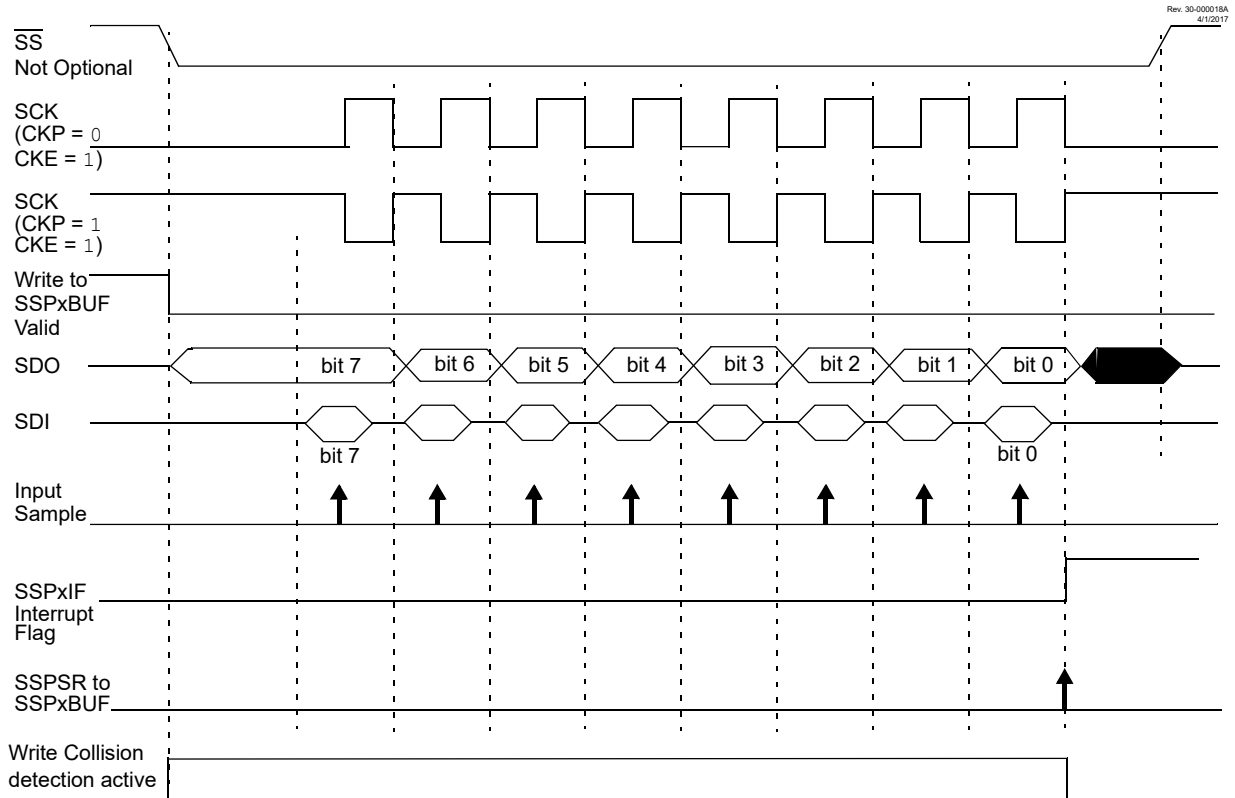 Rev. 30-000018A
4/1/2017
SS
Not Optional
SCK
(CKP = 0
CKE = 1)
SCK
(CKP = 1
CKE = 1)
Write to
SSPxBUF
Valid
SDO
bit 7
bit 6
bit 5
bit 4
bit 3
bit 2
bit 1
bit 0
SDI
bit 7
bit 0
Input
Sample
SSPxIF
Interrupt
Flag
SSPSR to
SSPxBUF
Write Collision
detection active